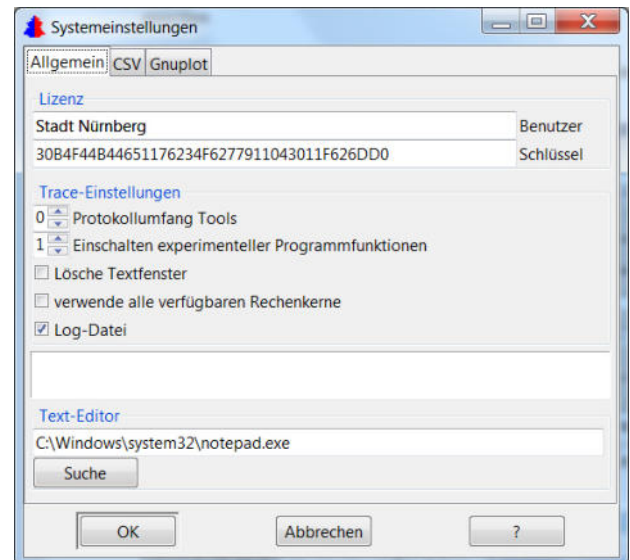 Systemeinstellungen
Allgemein CSV Gnuplot
Lizenz
Stadt Nürnberg Benutzer
30B4F44B44651176234F6277911043011F626DD0 Schlüssel
Trace-Einstellungen
0 Protokollumfang Tools
1 Einschalten experimenteller Programmfunktionen
Lösche Textfenster
verwende alle verfügbaren Rechenkerne
Log-Datei
Text-Editor
C:\Windows\system32\notepad.exe
Suche
OK Abbrechen ?